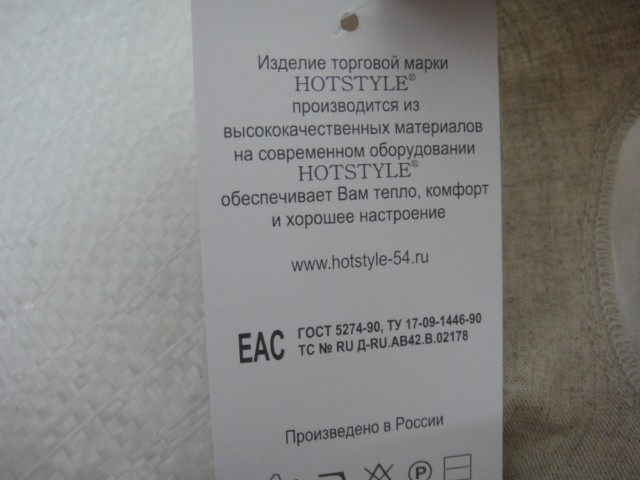 Изделие торговой марки
HOTSTYLE®
производится из
высококачественных материалов
на современном оборудовании
HOTSTYLE®
обеспечивает Вам тепло, комфорт
и хорошее настроение
www.hotstyle-54.ru
ЕАС
ГОСТ 5274-90, ТУ 17-09-1446-90
ТС № RU Д-RU.АВ42.В.02178
Произведено в России
P